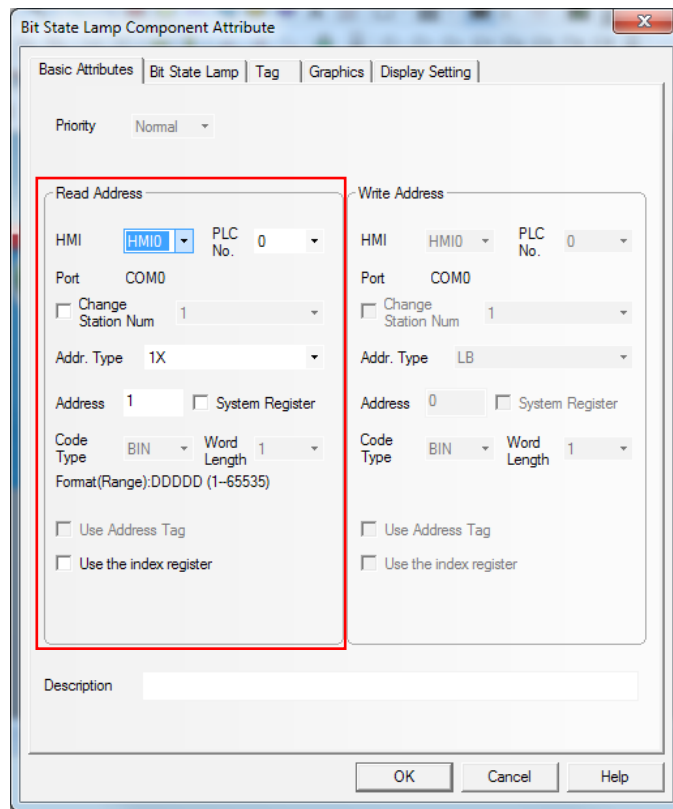 Bit State Lamp Component Attribute
Basic Attributes Bit State Lamp Tag Graphics Display Setting
Priority Normal
Read Address
HMI HMI0 PLC No. 0
Port COM0
Change Station Num 1
Addr. Type 1X
Address 1 System Register
Code Type BIN Word Length 1
Format(Range):DDDDD (1--65535)
Use Address Tag
Use the index register
Write Address
HMI HMI0 PLC No. 0
Port COM0
Change Station Num 1
Addr. Type LB
Address 0 System Register
Code Type BIN Word Length 1
Use Address Tag
Use the index register
Description
OK Cancel Help